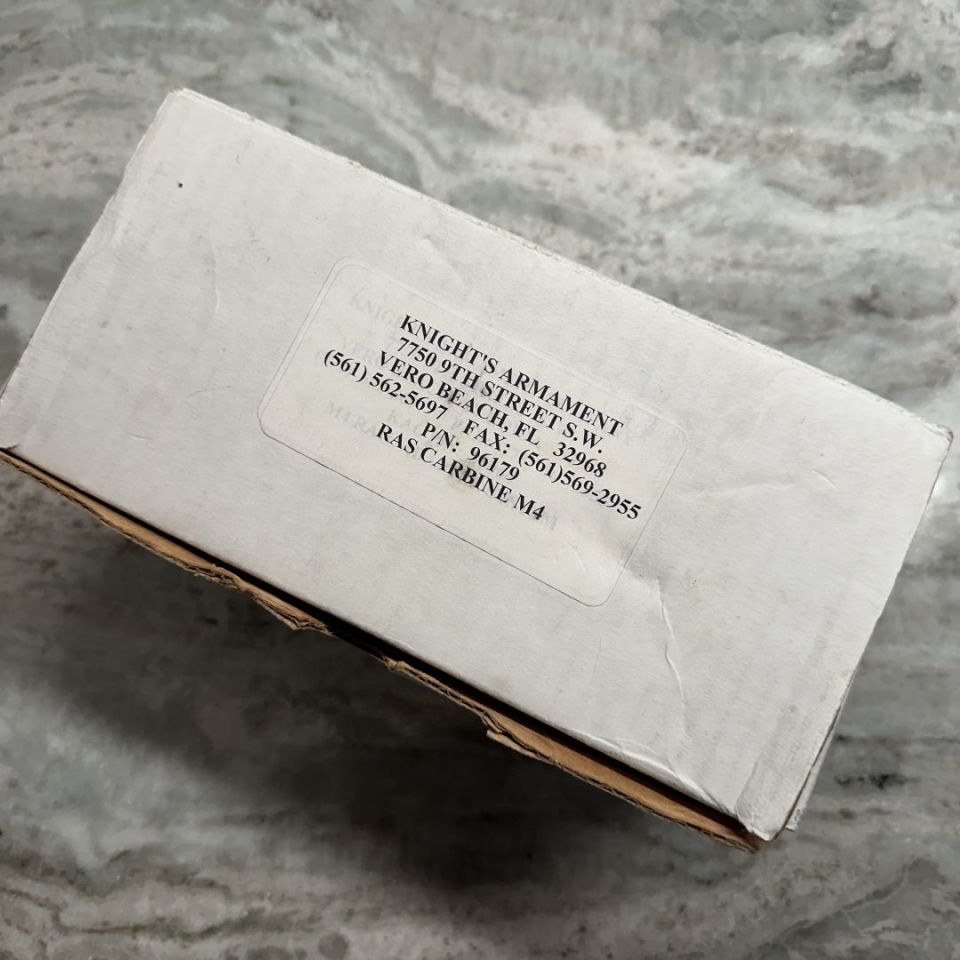 KNIGHT'S ARMAMENT
7750 9TH STREET S.W.
VERO BEACH, FL 32968
(561) 562-5697 FAX: (561)569-2955
P/N: 96179
RAS CARBINE M4